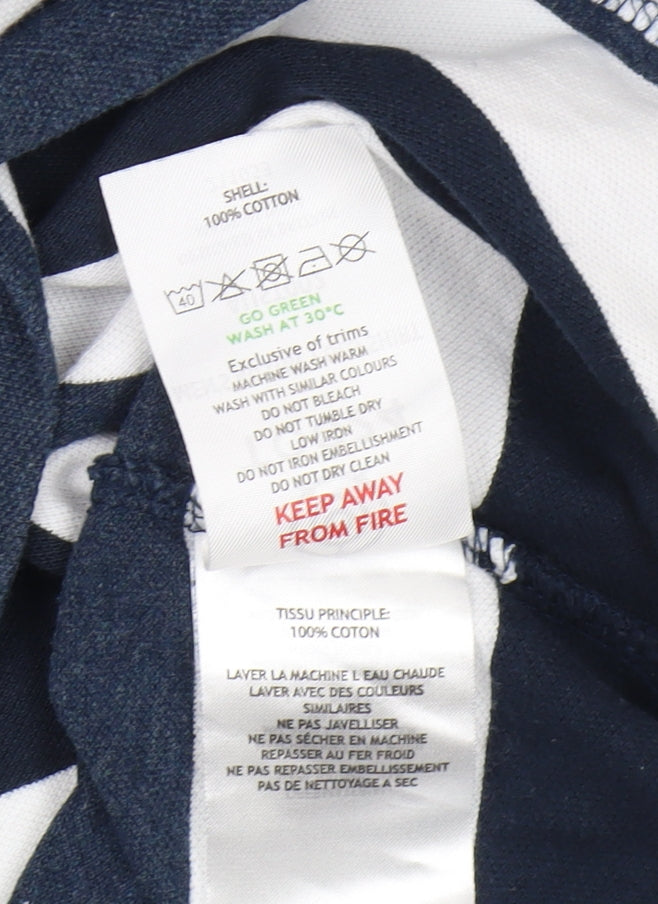 SHELL:
100% COTTON
40
GO GREEN
WASH AT 30°C
Exclusive of trims
MACHINE WASH WARM
WASH WITH SIMILAR COLOURS
DO NOT BLEACH
DO NOT TUMBLE DRY
LOW IRON
DO NOT IRON EMBELLISHMENT
DO NOT DRY CLEAN
KEEP AWAY
FROM FIRE
TISSU PRINCIPLE:
100% COTON
LAVER LA MACHINE L EAU CHAUDE
LAVER AVEC DES COULEURS
SIMILAIRES
NE PAS JAVELLISER
NE PAS SÉCHER EN MACHINE
REPASSER AU FER FROID
NE PAS REPASSER EMBELLISSEMENT
PAS DE NETTOYAGE A SEC